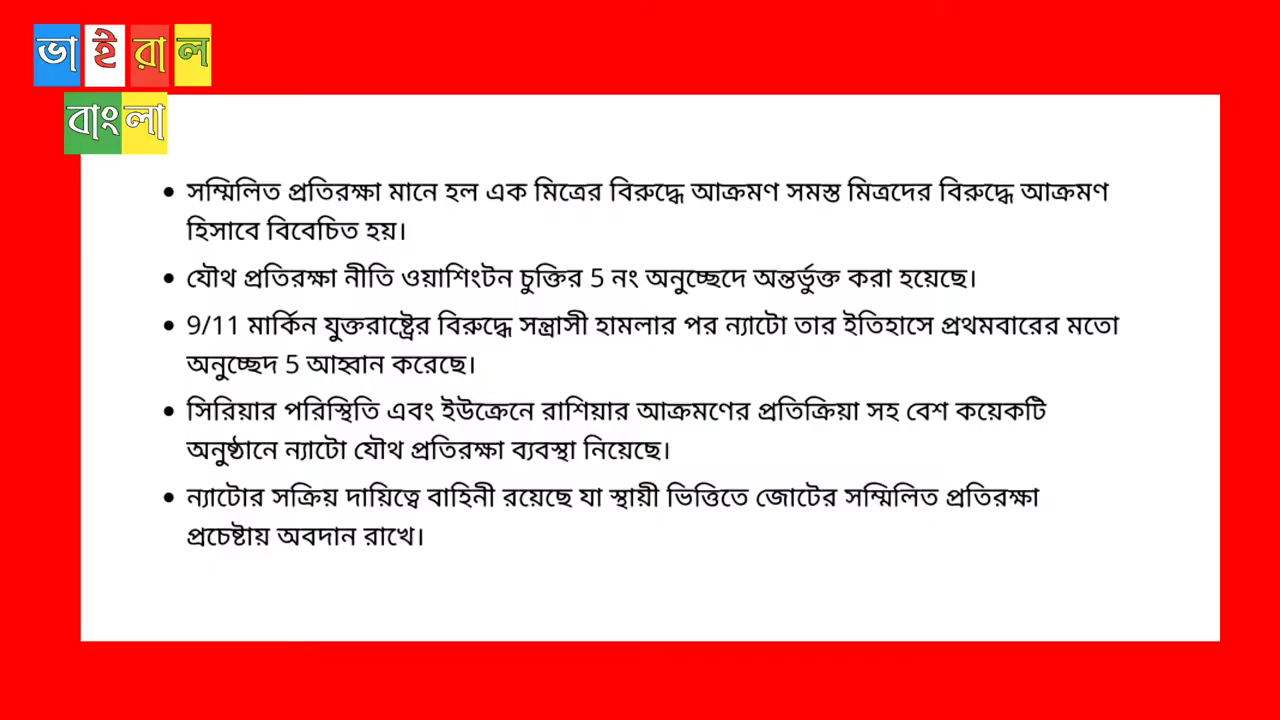 ভাইরাল
বাংলা
• সম্মিলিত প্রতিরক্ষা মানে হল এক মিত্রের বিরুদ্ধে আক্রমণ সমস্ত মিত্রদের বিরুদ্ধে আক্রমণ
হিসাবে বিবেচিত হয়।
• যৌথ প্রতিরক্ষা নীতি ওয়াশিংটন চুক্তির 5 নং অনুচ্ছেদে অন্তর্ভুক্ত করা হয়েছে।
• 9/11 মার্কিন যুক্তরাষ্ট্রের বিরুদ্ধে সন্ত্রাসী হামলার পর ন্যাটো তার ইতিহাসে প্রথমবারের মতো
অনুচ্ছেদ 5 আহ্বান করেছে।
• সিরিয়ার পরিস্থিতি এবং ইউক্রেনে রাশিয়ার আক্রমণের প্রতিক্রিয়া সহ বেশ কয়েকটি
অনুষ্ঠানে ন্যাটো যৌথ প্রতিরক্ষা ব্যবস্থা নিয়েছে।
• ন্যাটোর সক্রিয় দায়িত্বে বাহিনী রয়েছে যা স্থায়ী ভিত্তিতে জোটের সম্মিলিত প্রতিরক্ষা
প্রচেষ্টায় অবদান রাখে।